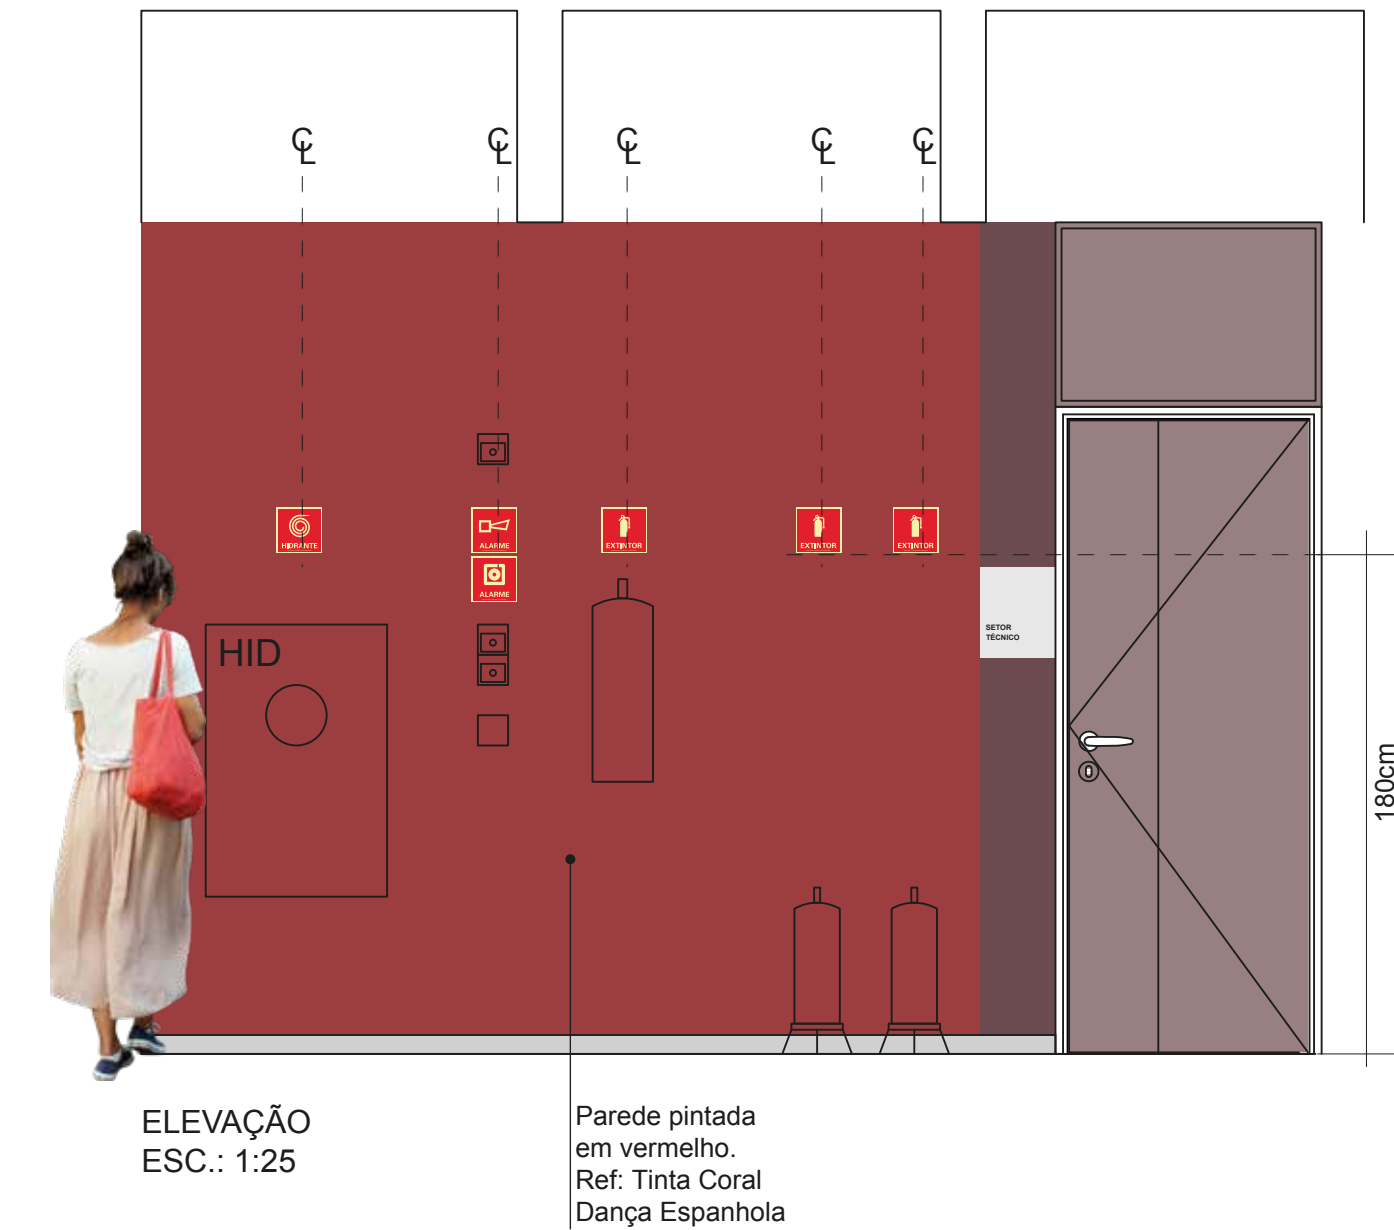 ℄ ℄ ℄ ℄ ℄
HIDRANTE
ALARME
EXTINTOR
EXTINTOR
EXTINTOR
ALARME
HID
SETOR
TÉCNICO
180cm
ELEVAÇÃO
ESC.: 1:25
Parede pintada
em vermelho.
Ref: Tinta Coral
Dança Espanhola